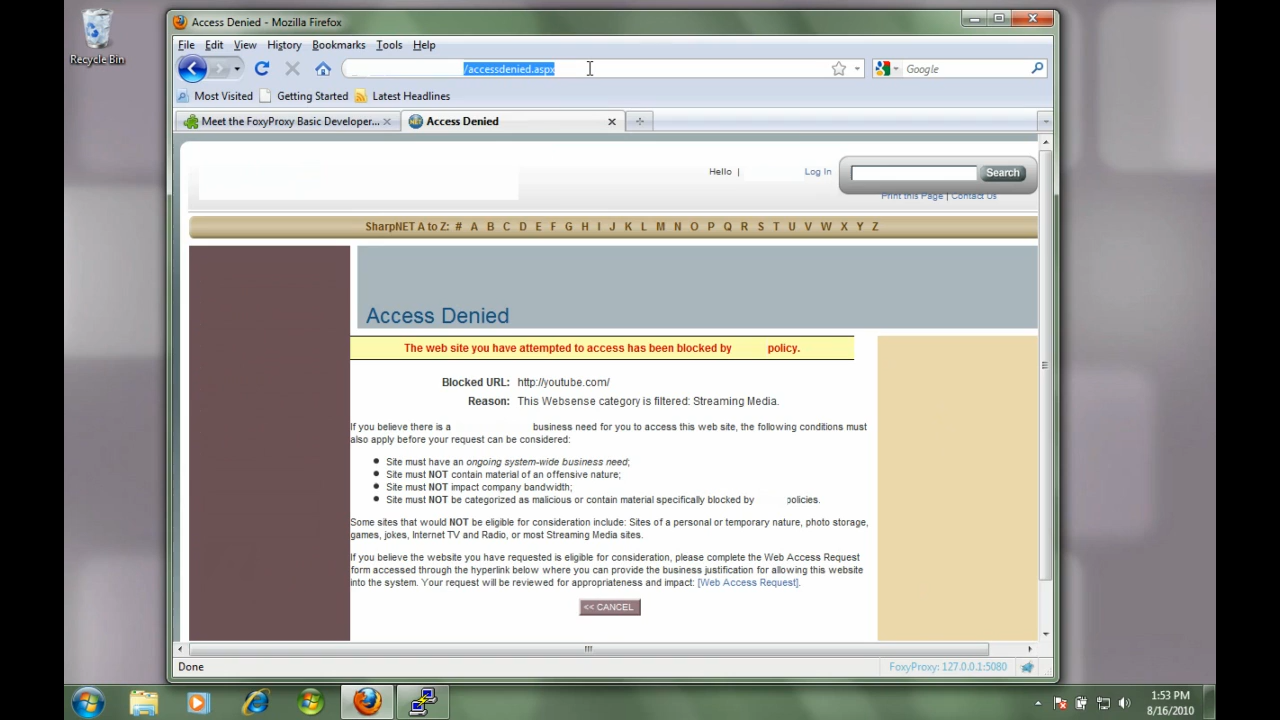 Recycle Bin
Access Denied - Mozilla Firefox
File Edit View History Bookmarks Tools Help
/accessdenied.aspx
Google
Most Visited Getting Started Latest Headlines
Meet the FoxyProxy Basic Developer...
Access Denied
Hello | Log In
Search
Print this Page | Contact Us
SharpNET A to Z: # A B C D E F G H I J K L M N O P Q R S T U V W X Y Z
Access Denied
The web site you have attempted to access has been blocked by policy.
Blocked URL: http://youtube.com/
Reason: This Websense category is filtered: Streaming Media.
If you believe there is a business need for you to access this web site, the following conditions must
also apply before your request can be considered:
Site must have an ongoing system-wide business need;
Site must NOT contain material of an offensive nature;
Site must NOT impact company bandwidth;
Site must NOT be categorized as malicious or contain material specifically blocked by policies.
Some sites that would NOT be eligible for consideration include: Sites of a personal or temporary nature, photo storage,
games, jokes, Internet TV and Radio, or most Streaming Media sites.
If you believe the website you have requested is eligible for consideration, please complete the Web Access Request
form accessed through the hyperlink below where you can provide the business justification for allowing this website
into the system. Your request will be reviewed for appropriateness and impact: [Web Access Request].
<< CANCEL
Done
FoxyProxy: 127.0.0.1:5080
1:53 PM
8/16/2010